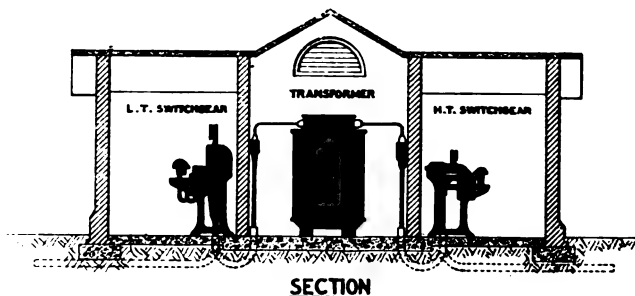 TRANSFORMER
L.T. SWITCHGEAR
H.T. SWITCHGEAR
SECTION